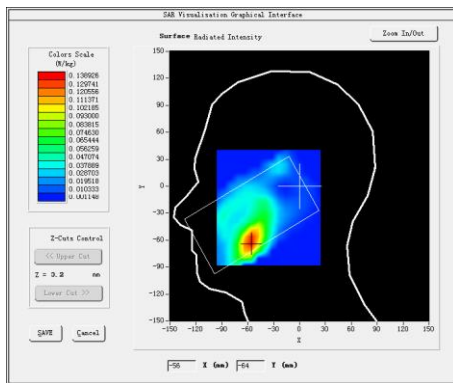 SAR Visualisation Graphical Interface
Surface Radiated Intensity
Zoom In/Out
Colors Scale
(W/kg)
0.138926
0.129741
0.120556
0.111371
0.102185
0.093000
0.083815
0.074630
0.065444
0.056259
0.047074
0.037889
0.028703
0.019518
0.010333
0.001148
150
120
90
60
30
0
-30
-60
-90
-120
-150
Y
-150 -120 -90 -60 -30 0 30 60 90 120 150
X
Z-Cuts Control
<< Upper Cut
Z = 3.2 mm
Lower Cut >>
SAVE Cancel
-56 X (mm) -64 Y (mm)